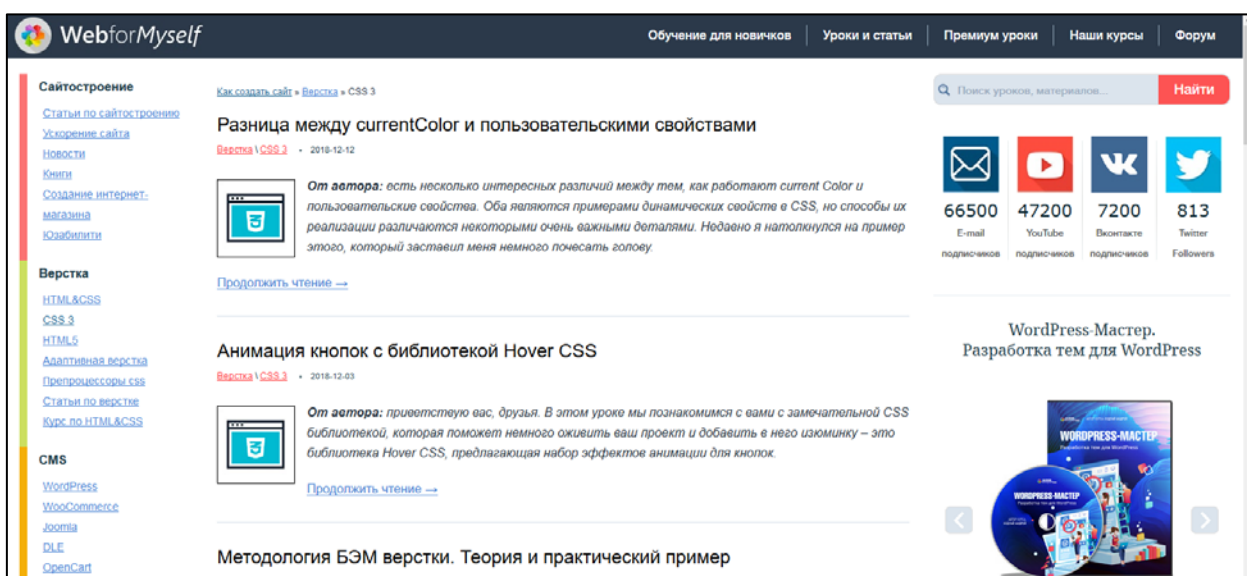 WebforMyself
Обучение для новичков
Уроки и статьи
Премиум уроки
Наши курсы
Форум
Сайтостроение
Статьи по сайтостроению
Ускорение сайта
Новости
Книги
Создание интернет-
магазина
Юзабилити
Верстка
HTML&CSS
CSS 3
HTML5
Адаптивная верстка
Препроцессоры css
Статьи по верстке
Курс по HTML&CSS
CMS
WordPress
WooCommerce
Joomla
DLE
OpenCart
Как создать сайт » Верстка » CSS 3
Разница между currentColor и пользовательскими свойствами
Верстка \ CSS 3 • 2018-12-12
От автора: есть несколько интересных различий между тем, как работают current Color и
пользовательские свойства. Оба являются примерами динамических свойств в CSS, но способы их
реализации различаются некоторыми очень важными деталями. Недавно я натолкнулся на пример
этого, который заставил меня немного почесать голову.
Продолжить чтение →
Анимация кнопок с библиотекой Hover CSS
Верстка \ CSS 3 • 2018-12-03
От автора: приветствую вас, друзья. В этом уроке мы познакомимся с вами с замечательной CSS
библиотекой, которая поможет немного оживить ваш проект и добавить в него изюминку – это
библиотека Hover CSS, предлагающая набор эффектов анимации для кнопок.
Продолжить чтение →
Методология БЭМ верстки. Теория и практический пример
Поиск уроков, материалов...
Найти
66500 47200 7200 813
E-mail YouTube Вконтакте Twitter
подписчиков подписчиков подписчиков Followers
WordPress-Мастер.
Разработка тем для WordPress
WORDPRESS-МАСТЕР
WORDPRESS-МАСТЕР